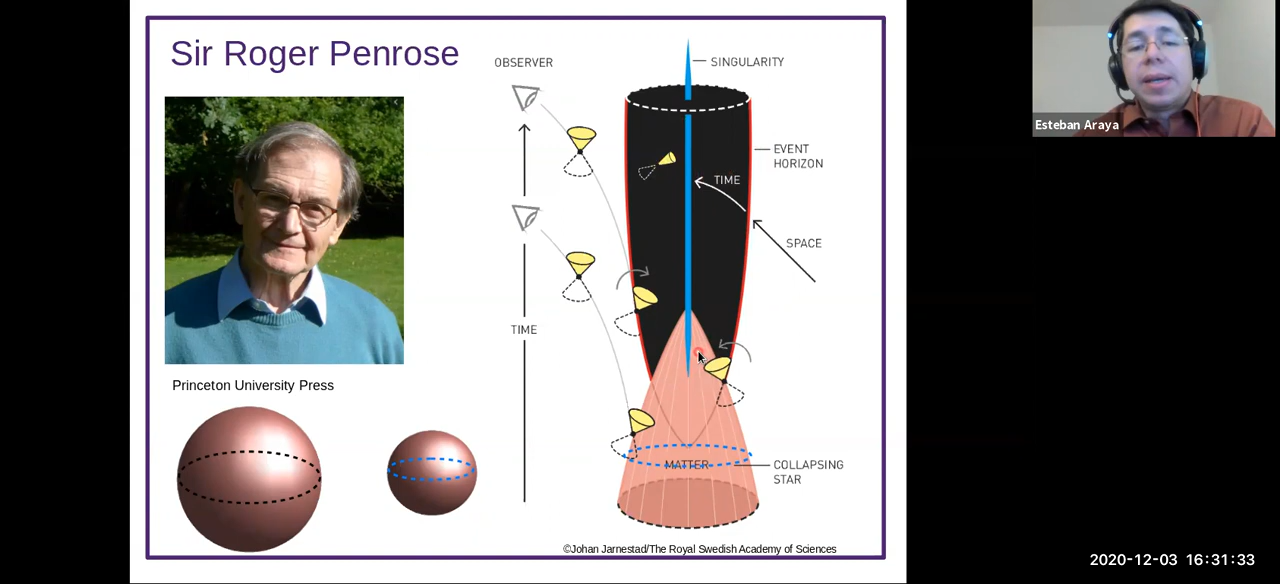 Sir Roger Penrose
OBSERVER
SINGULARITY
EVENT
HORIZON
TIME
SPACE
TIME
MATTER
COLLAPSING
STAR
Princeton University Press
©Johan Jarnestad/The Royal Swedish Academy of Sciences
Esteban Araya
2020-12-03 16:31:33